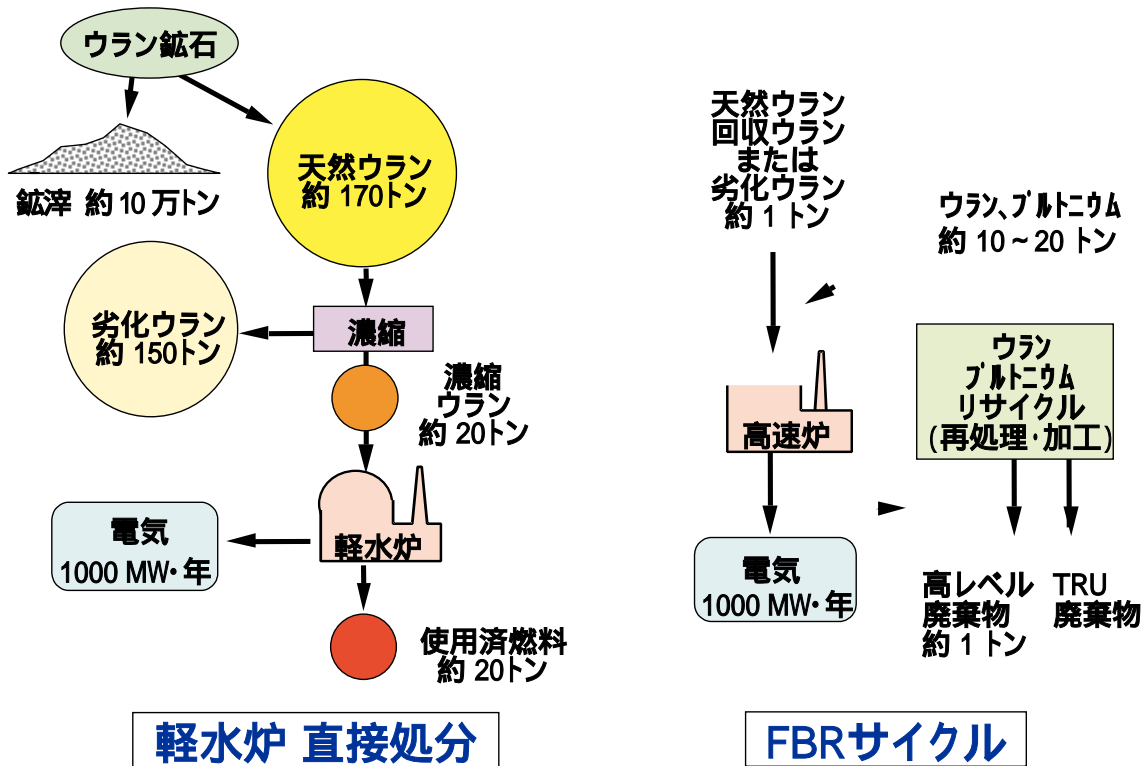 ウラン鉱石
鉱滓 約10万トン
天然ウラン
約 170トン
劣化ウラン
約 150トン
濃縮
濃縮
ウラン
約 20トン
電気
1000 MW・年
軽水炉
使用済燃料
約 20トン
軽水炉 直接処分
天然ウラン
回収ウラン
または
劣化ウラン
約 1 トン
ウラン、プルトニウム
約 10~20 トン
高速炉
ウラン
プルトニウム
リサイクル
(再処理・加工)
電気
1000 MW・年
高レベル
廃棄物
約 1 トン
TRU
廃棄物
FBRサイクル